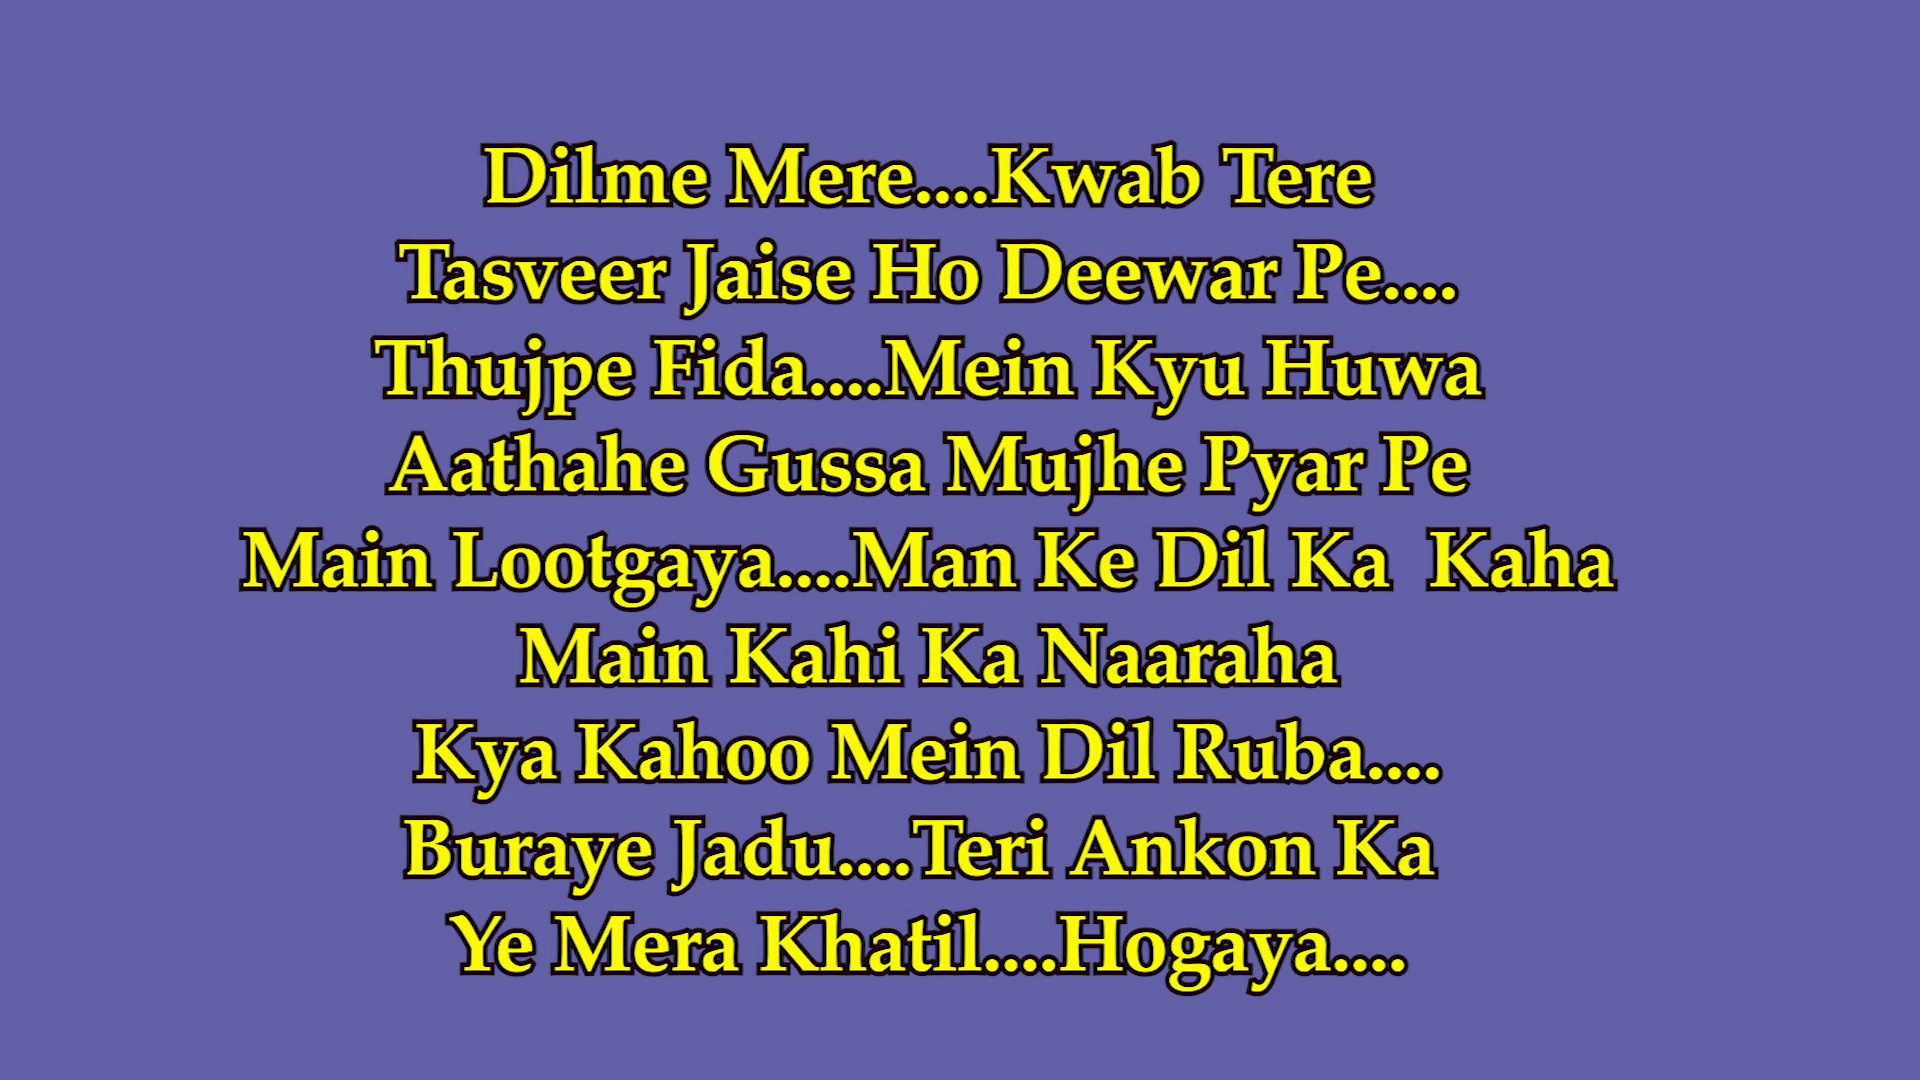 Dilme Mere....Kwab Tere
Tasveer Jaise Ho Deewar Pe....
Thujpe Fida....Mein Kyu Huwa
Aathahe Gussa Mujhe Pyar Pe
Main Lootgaya....Man Ke Dil Ka  Kaha
Main Kahi Ka Naaraha
Kya Kahoo Mein Dil Ruba....
Buraye Jadu....Teri Ankon Ka
Ye Mera Khatil....Hogaya....